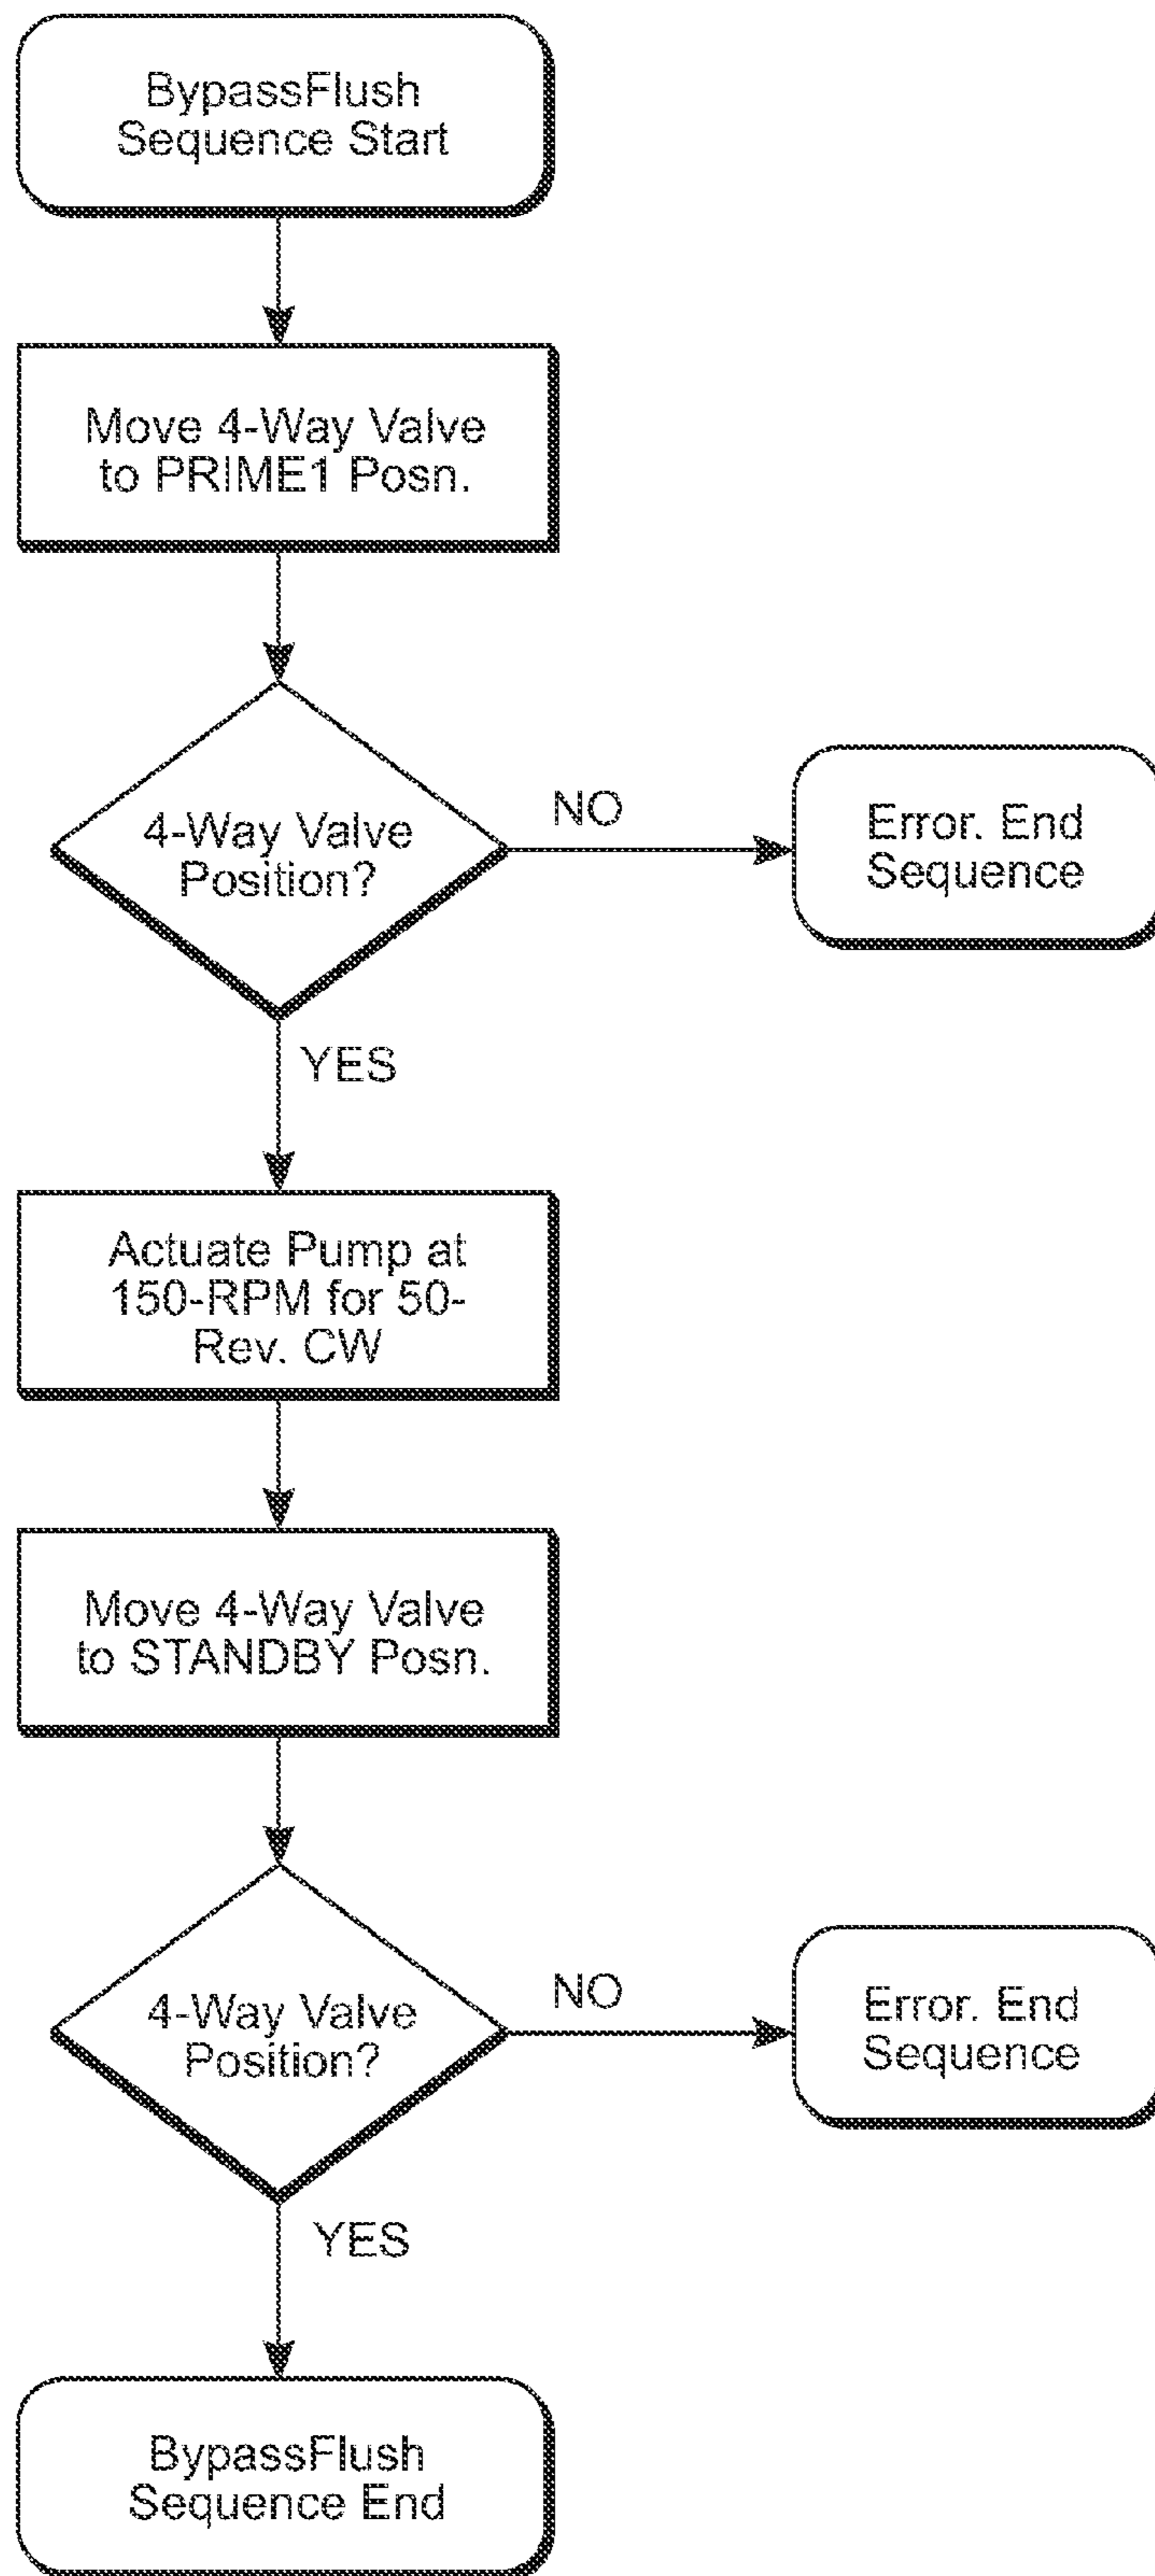 BypassFlush
Sequence Start
Move 4-Way Valve
to PRIME1 Posn.
4-Way Valve
Position?
NO
Error. End
Sequence
YES
Actuate Pump at
150-RPM for 50-
Rev. CW
Move 4-Way Valve
to STANDBY Posn.
4-Way Valve
Position?
NO
Error. End
Sequence
YES
BypassFlush
Sequence End